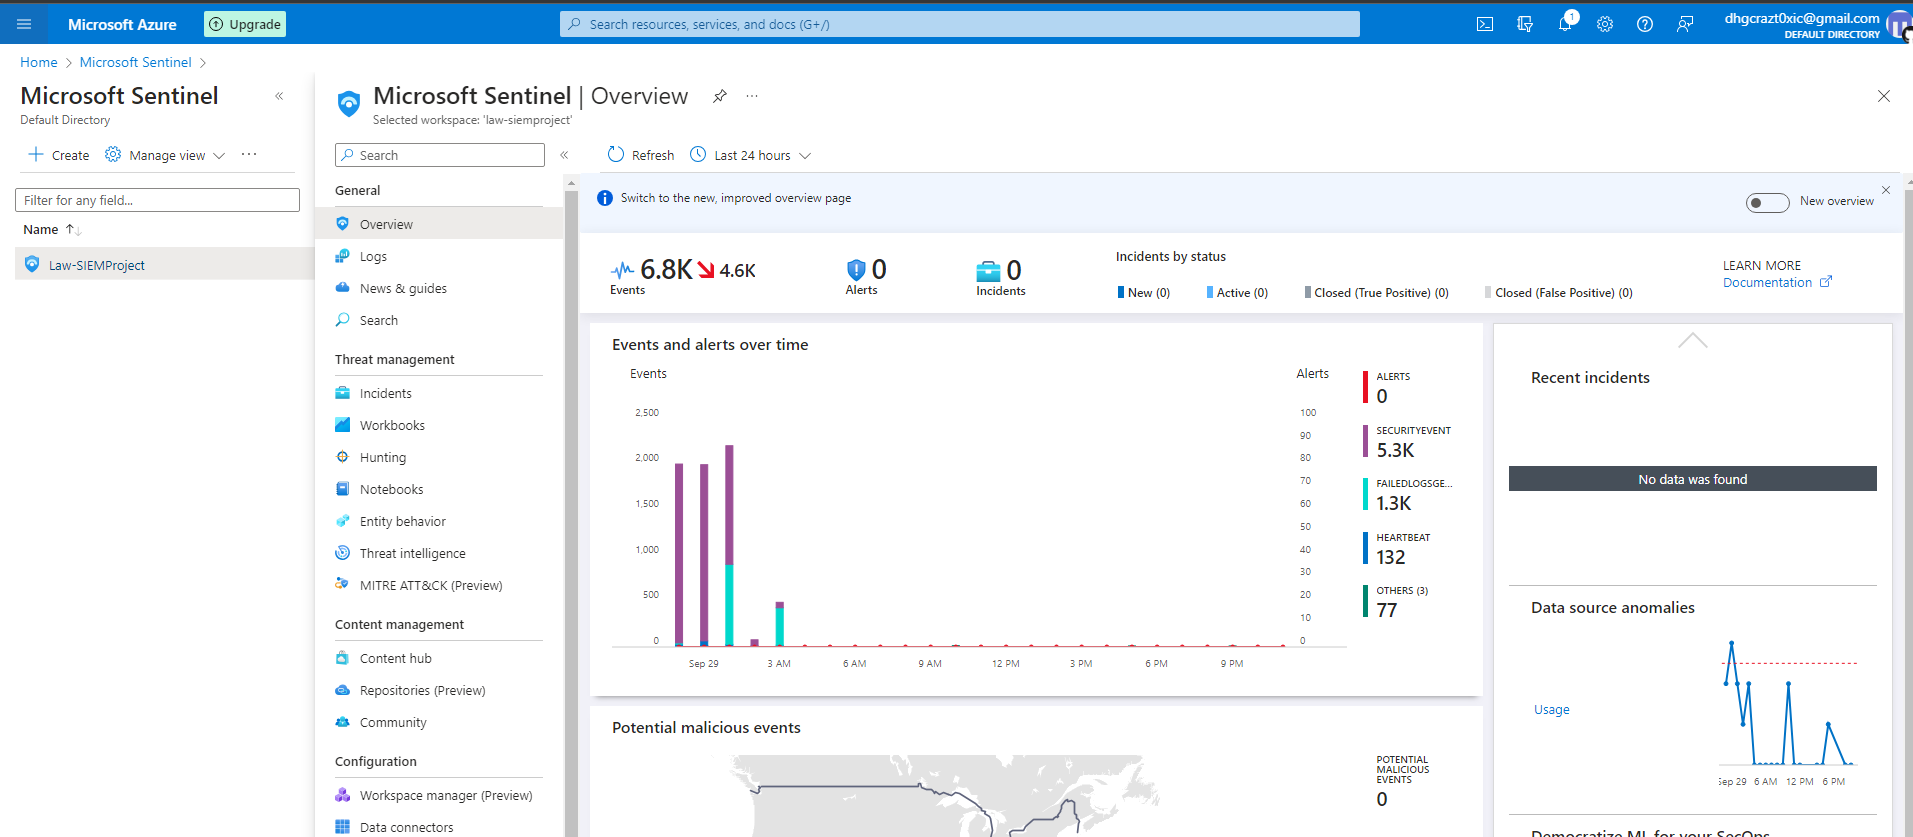 Microsoft Azure
Upgrade
Search resources, services, and docs (G+/)
1
dhgcrazt0xic@gmail.com
DEFAULT DIRECTORY
Home > Microsoft Sentinel >
Microsoft Sentinel
Default Directory
+ Create
Manage view
...
Filter for any field...
Name ↑↓
Law-SIEMProject
Microsoft Sentinel | Overview
...
Selected workspace: 'law-siemproject'
Search
General
Overview
Logs
News & guides
Search
Threat management
Incidents
Workbooks
Hunting
Notebooks
Entity behavior
Threat intelligence
MITRE ATT&CK (Preview)
Content management
Content hub
Repositories (Preview)
Community
Configuration
Workspace manager (Preview)
Data connectors
Refresh
Last 24 hours
Switch to the new, improved overview page
New overview
6.8K 4.6K
Events
0
Alerts
0
Incidents
Incidents by status
New (0)
Active (0)
Closed (True Positive) (0)
Closed (False Positive) (0)
LEARN MORE
Documentation
Events and alerts over time
Events
2,500
2,000
1,500
1,000
500
0
Sep 29
3 AM
6 AM
9 AM
12 PM
3 PM
6 PM
9 PM
Alerts
100
90
80
70
60
50
40
30
20
10
0
ALERTS
0
SECURITYEVENT
5.3K
FAILEDLOGSGE...
1.3K
HEARTBEAT
132
OTHERS (3)
77
Potential malicious events
POTENTIAL
MALICIOUS
EVENTS
0
Recent incidents
No data was found
Data source anomalies
Usage
Sep 29
6 AM
12 PM
6 PM
Democratize ML for your SecOps